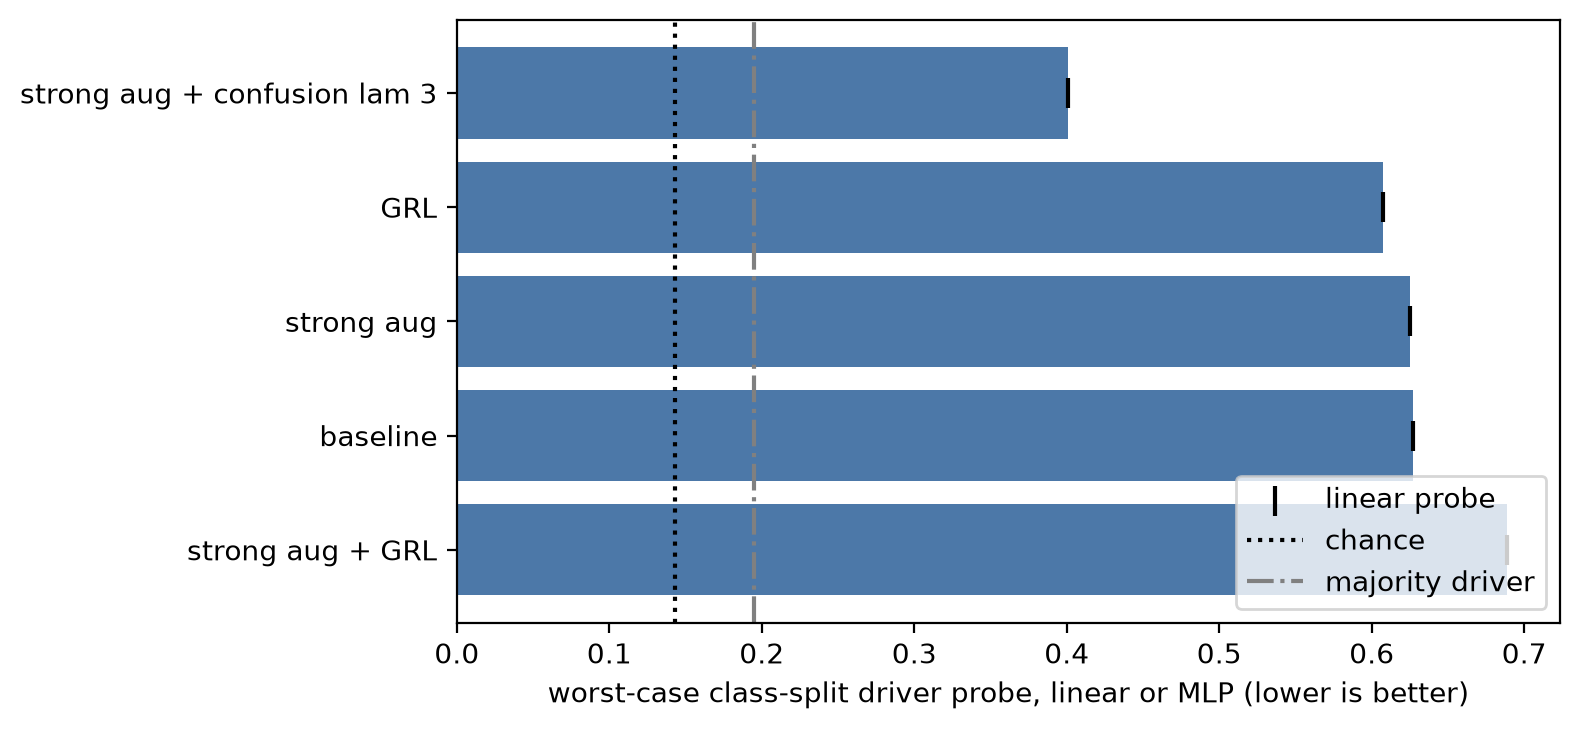 strong aug + confusion lam 3
GRL
strong aug
baseline
strong aug + GRL
linear probe
chance
majority driver
0.0 0.1 0.2 0.3 0.4 0.5 0.6 0.7
worst-case class-split driver probe, linear or MLP (lower is better)